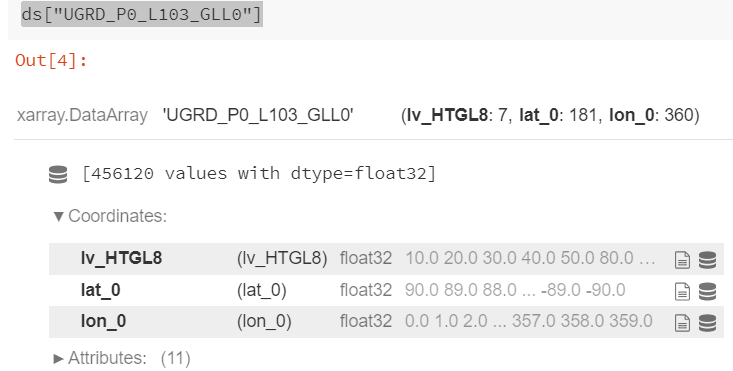 ds["UGRD_P0_L103_GLL0"]
Out[4]:
xarray.DataArray 'UGRD_P0_L103_GLL0' (lv_HTGL8: 7, lat_0: 181, lon_0: 360)
[456120 values with dtype=float32]
▼Coordinates:
lv_HTGL8 (lv_HTGL8) float32 10.0 20.0 30.0 40.0 50.0 80.0 ...
lat_0 (lat_0) float32 90.0 89.0 88.0 ... -89.0 -90.0
lon_0 (lon_0) float32 0.0 1.0 2.0 ... 357.0 358.0 359.0
►Attributes: (11)